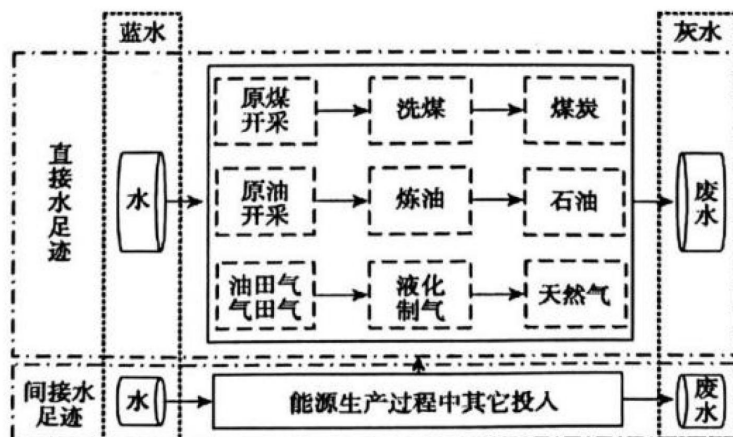 蓝水
灰水
直接水足迹
水
原煤
开采
洗煤
煤炭
原油
开采
炼油
石油
油田气
气田气
液化
制气
天然气
废水
间接水
足迹
水
能源生产过程中其它投入
废水